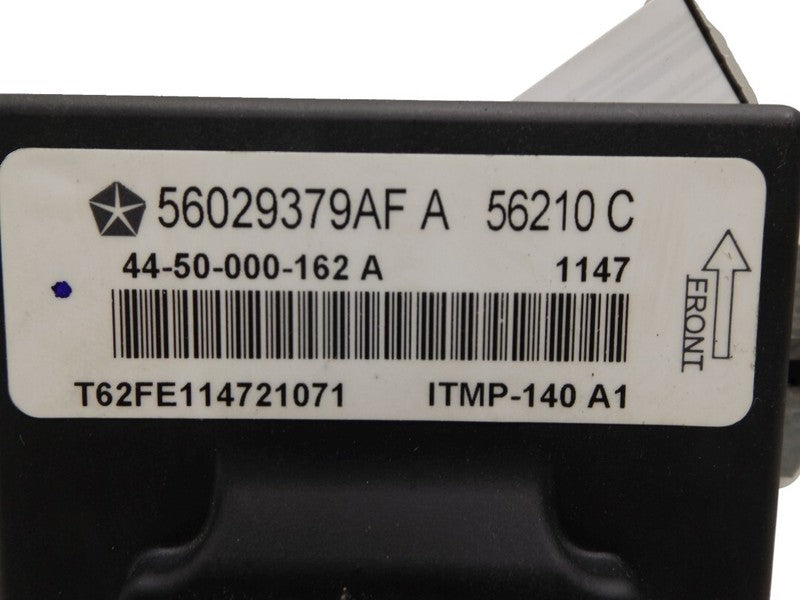 56029379AF A 56210 C
44-50-000-162 A 1147
T62FE114721071 ITMP-140 A1
FRONT